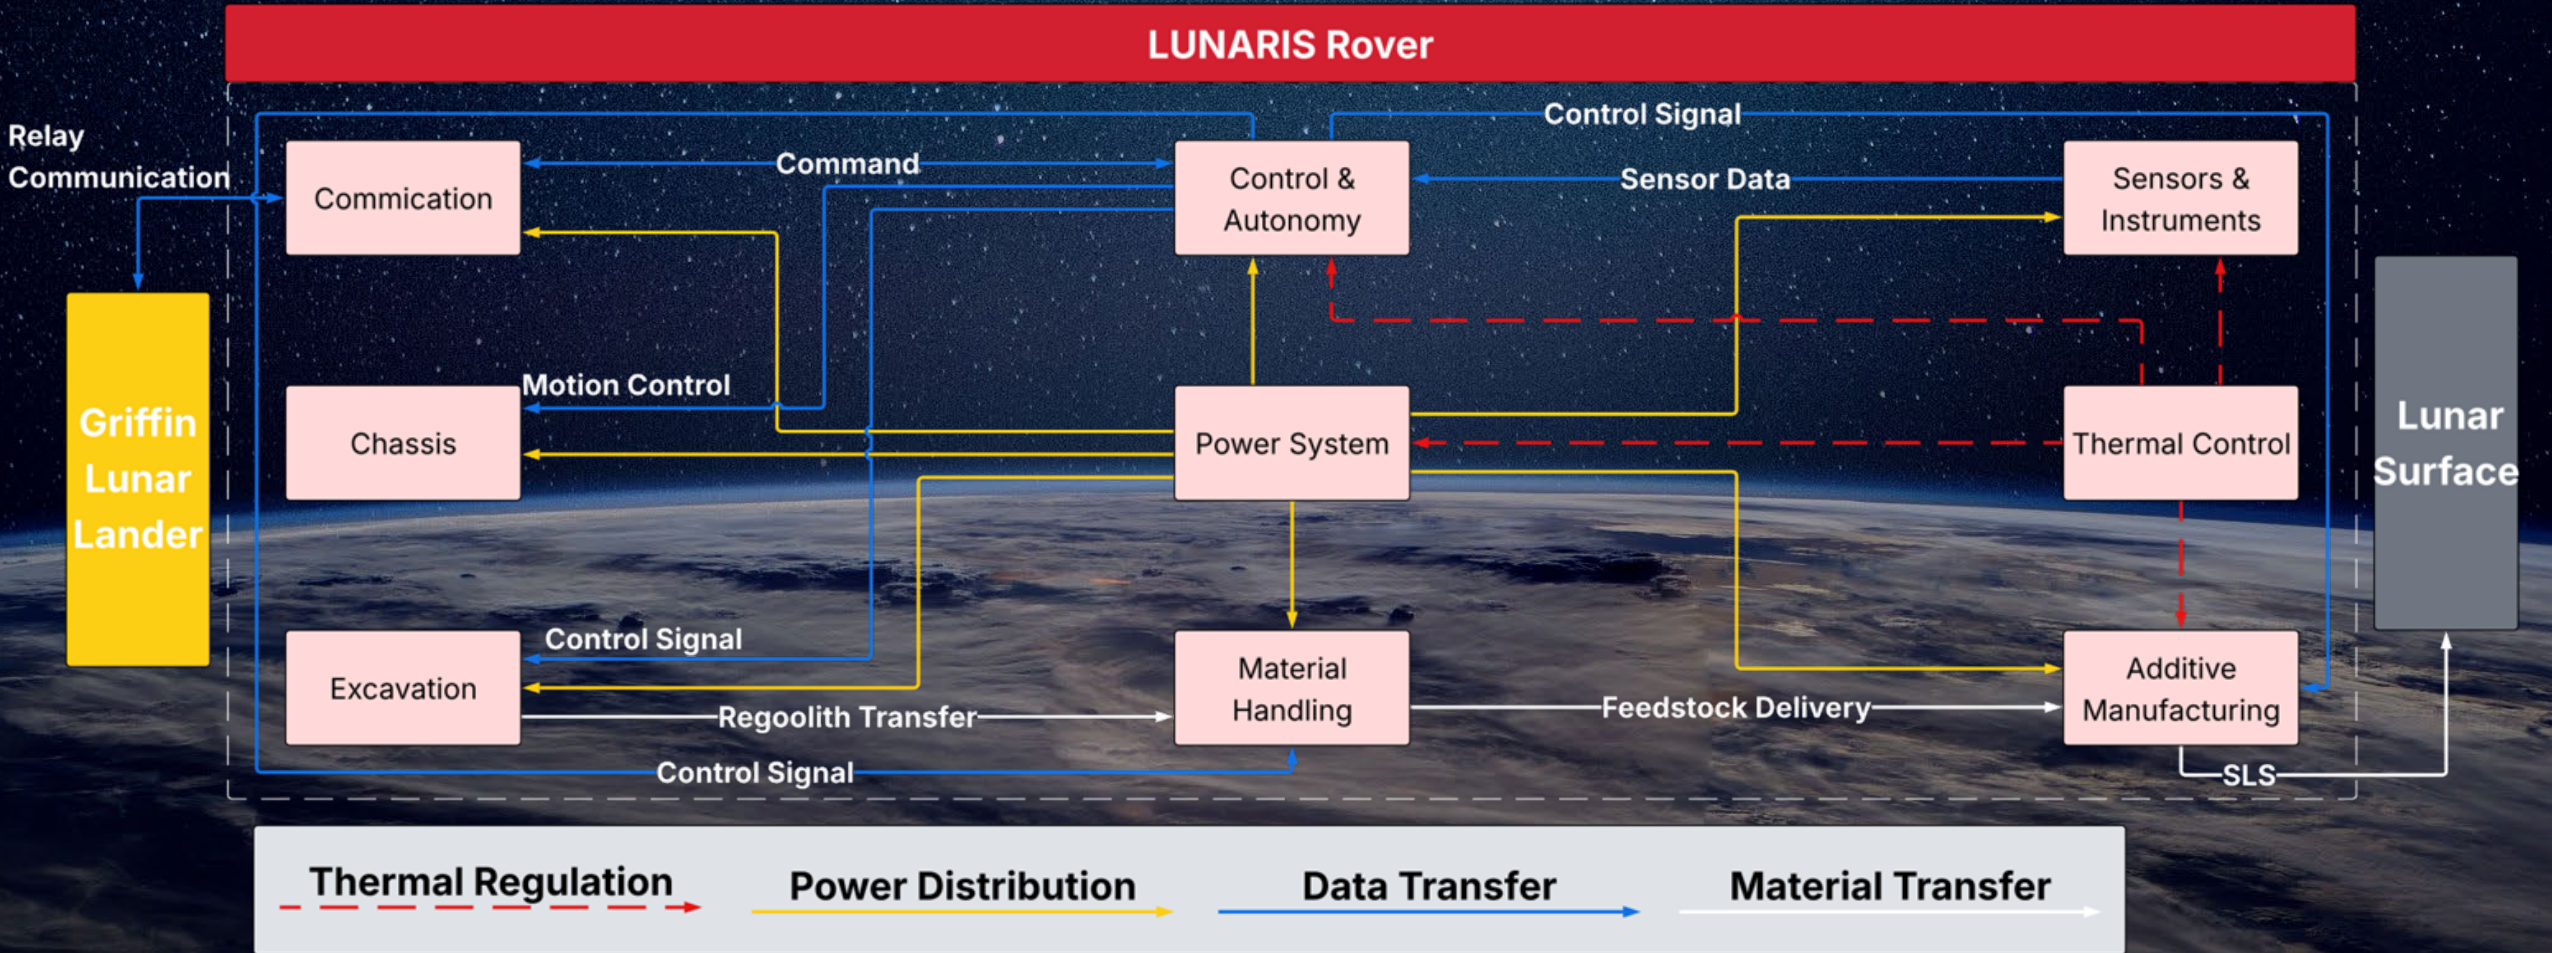 LUNARIS Rover
Relay
Communication
Control Signal
Commication
Command
Control &
Autonomy
Sensor Data
Sensors &
Instruments
Griffin
Lunar
Lander
Motion Control
Chassis
Power System
Thermal Control
Lunar
Surface
Control Signal
Excavation
Regoolith Transfer
Material
Handling
Feedstock Delivery
Additive
Manufacturing
Control Signal
SLS
Thermal Regulation
Power Distribution
Data Transfer
Material Transfer